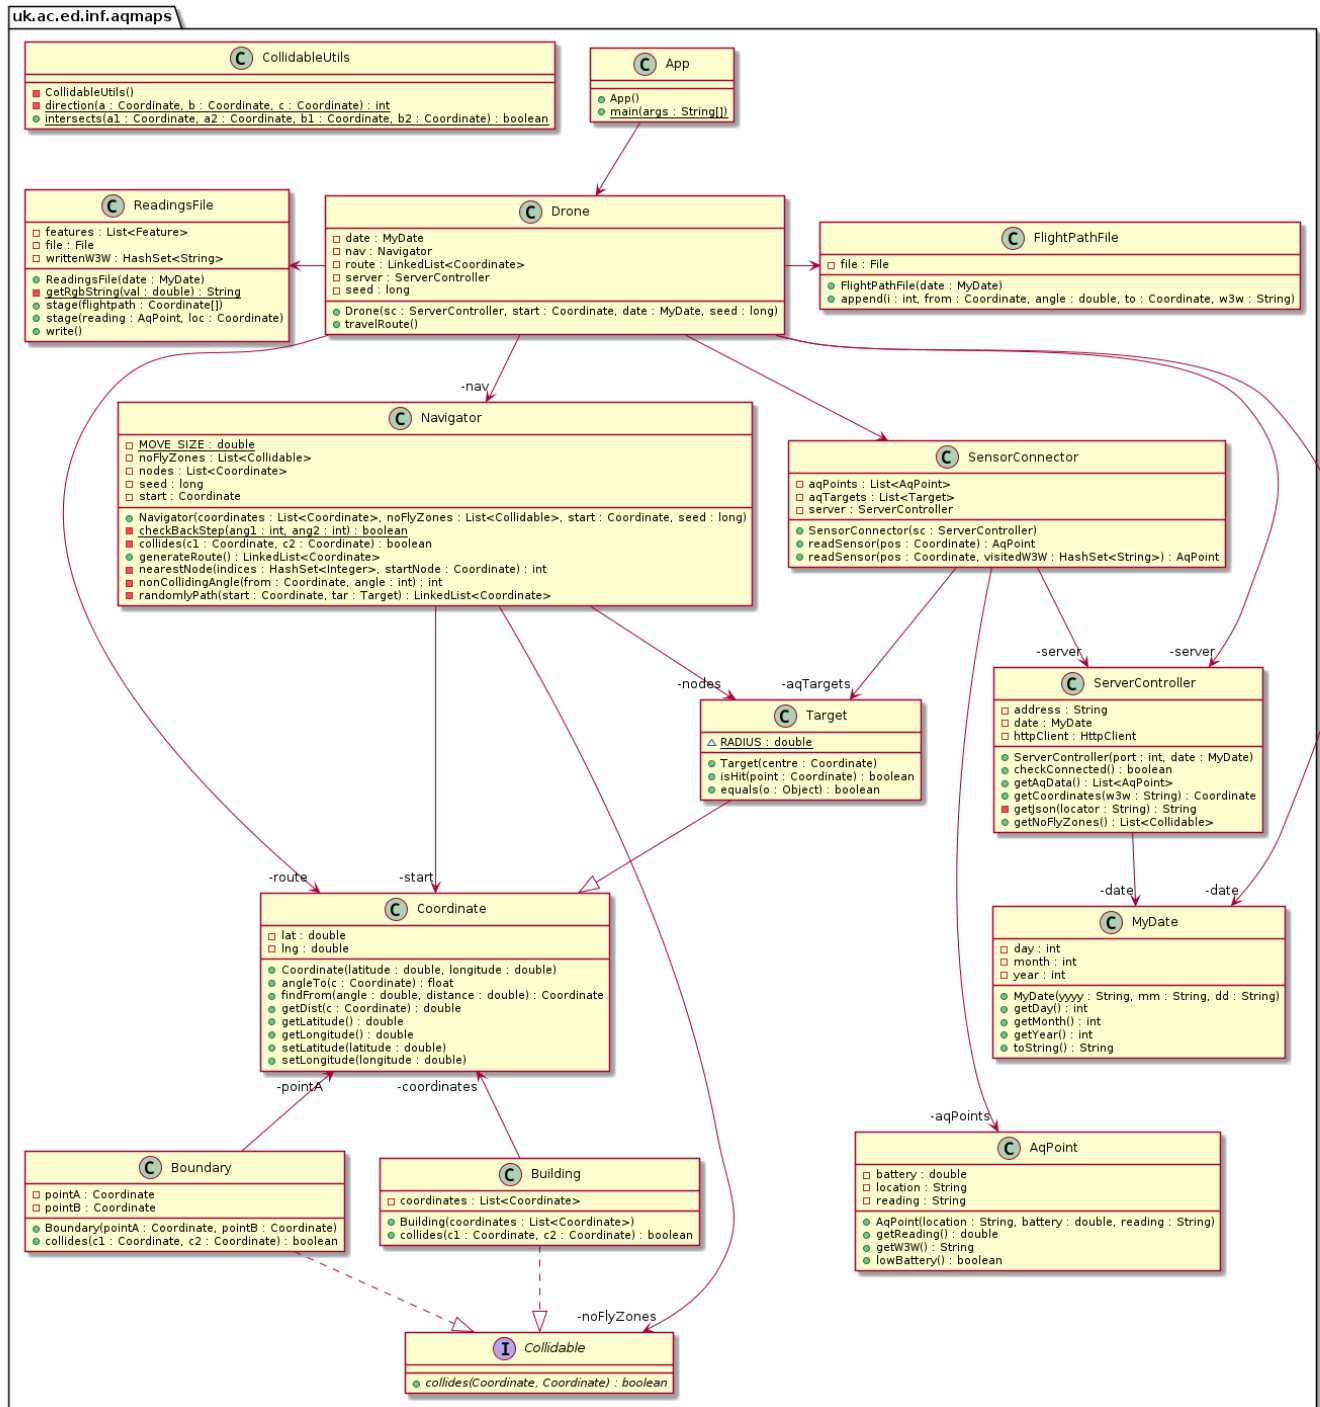 uk.ac.ed.inf.aqmaps
C CollidableUtils
CollidableUtils()
direction(a : Coordinate, b : Coordinate, c : Coordinate) : int
intersects(a1 : Coordinate, a2 : Coordinate, b1 : Coordinate, b2 : Coordinate) : boolean
C App
App()
main(args : String[])
C ReadingsFile
features : List<Feature>
file : File
writtenW3W : HashSet<String>
ReadingsFile(date : MyDate)
getRgbString(val : double) : String
stage(flightpath : Coordinate[])
stage(reading : AqPoint, loc : Coordinate)
write()
C Drone
date : MyDate
nav : Navigator
route : LinkedList<Coordinate>
server : ServerController
seed : long
Drone(sc : ServerController, start : Coordinate, date : MyDate, seed : long)
travelRoute()
C FlightPathFile
file : File
FlightPathFile(date : MyDate)
append(i : int, from : Coordinate, angle : double, to : Coordinate, w3w : String)
-nav
C Navigator
MOVE_SIZE : double
noFlyZones : List<Collidable>
nodes : List<Coordinate>
seed : long
start : Coordinate
Navigator(coordinates : List<Coordinate>, noFlyZones : List<Collidable>, start : Coordinate, seed : long)
checkBackStep(ang1 : int, ang2 : int) : boolean
collides(c1 : Coordinate, c2 : Coordinate) : boolean
generateRoute() : LinkedList<Coordinate>
nearestNode(indices : HashSet<Integer>, startNode : Coordinate) : int
nonCollidingAngle(from : Coordinate, angle : int) : int
randomlyPath(start : Coordinate, tar : Target) : LinkedList<Coordinate>
C SensorConnector
aqPoints : List<AqPoint>
aqTargets : List<Target>
server : ServerController
SensorConnector(sc : ServerController)
readSensor(pos : Coordinate) : AqPoint
readSensor(pos : Coordinate, visitedW3W : HashSet<String>) : AqPoint
-nodes
-aqTargets
-server
-server
C Target
RADIUS : double
Target(centre : Coordinate)
isHit(point : Coordinate) : boolean
equals(o : Object) : boolean
C ServerController
address : String
date : MyDate
httpClient : HttpClient
ServerController(port : int, date : MyDate)
checkConnected() : boolean
getAqData() : List<AqPoint>
getCoordinates(w3w : String) : Coordinate
getJson(locator : String) : String
getNoFlyZones() : List<Collidable>
-route
-start
-date
-date
C Coordinate
lat : double
lng : double
Coordinate(latitude : double, longitude : double)
angleTo(c : Coordinate) : float
findFrom(angle : double, distance : double) : Coordinate
getDist(c : Coordinate) : double
getLatitude() : double
getLongitude() : double
setLatitude(latitude : double)
setLongitude(longitude : double)
C MyDate
day : int
month : int
year : int
MyDate(yyyy : String, mm : String, dd : String)
getDay() : int
getMonth() : int
getYear() : int
toString() : String
-pointA
-coordinates
-aqPoints
C Boundary
pointA : Coordinate
pointB : Coordinate
Boundary(pointA : Coordinate, pointB : Coordinate)
collides(c1 : Coordinate, c2 : Coordinate) : boolean
C Building
coordinates : List<Coordinate>
Building(coordinates : List<Coordinate>)
collides(c1 : Coordinate, c2 : Coordinate) : boolean
C AqPoint
battery : double
location : String
reading : String
AqPoint(location : String, battery : double, reading : String)
getReading() : double
getW3W() : String
lowBattery() : boolean
-noFlyZones
I Collidable
collides(Coordinate, Coordinate) : boolean